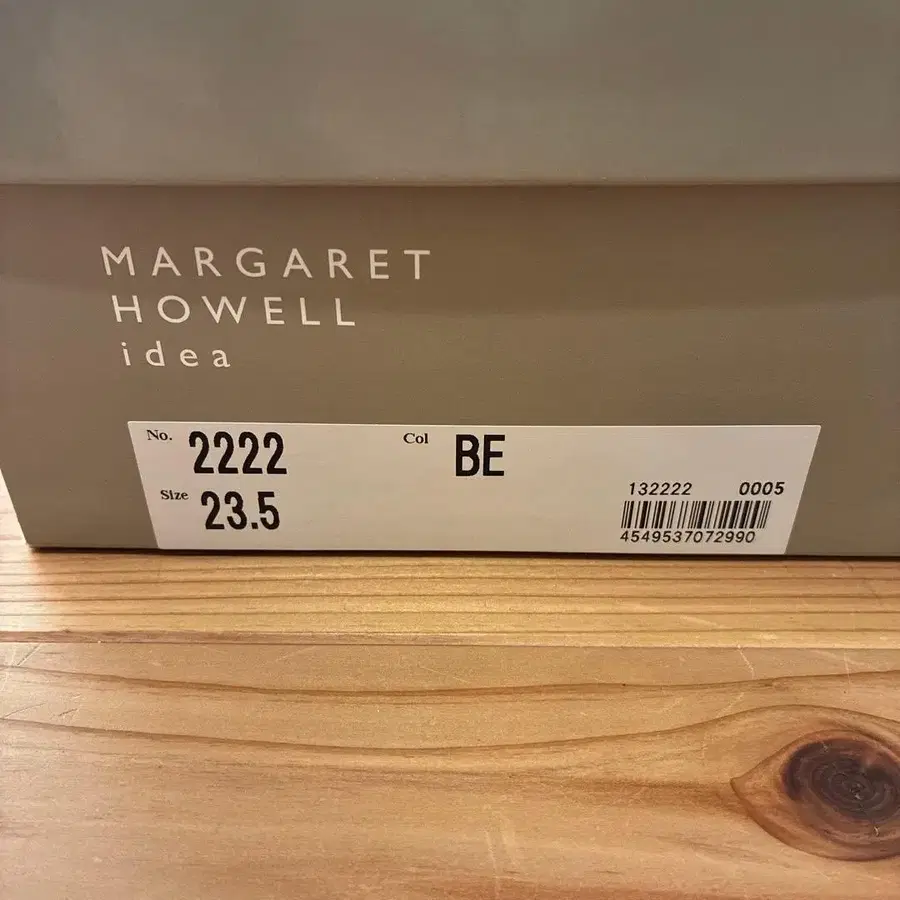 MARGARET
HOWELL
idea
No. 2222 Col BE
Size 23.5
132222 0005
4549537072990